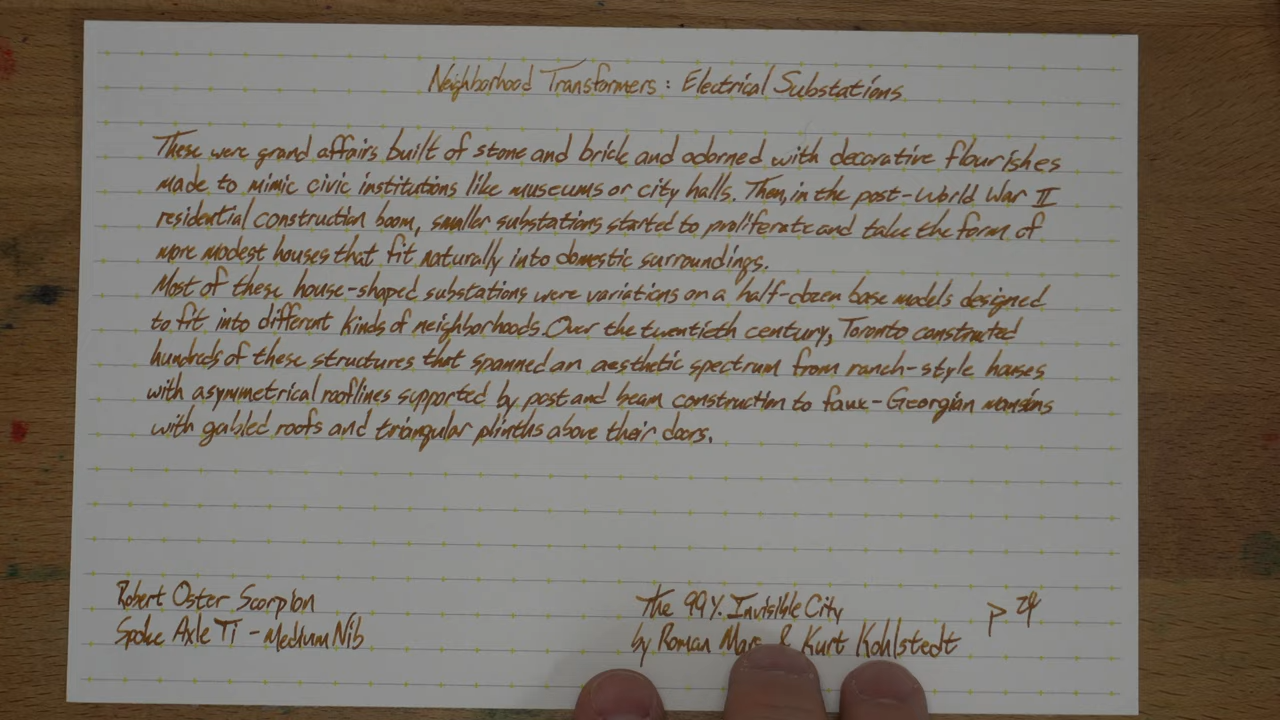 Neighborhood Transformers: Electrical Substations
These were grand affairs built of stone and brick and adorned with decorative flourishes
made to mimic civic institutions like museums or city halls. Then, in the post-World War II
residential construction boom, smaller substations started to proliferate and take the form of
more modest houses that fit naturally into domestic surroundings.
Most of these house-shaped substations were variations on a half-dozen base models designed
to fit into different kinds of neighborhoods. Over the twentieth century, Toronto constructed
hundreds of these structures that spanned an aesthetic spectrum from ranch-style houses
with asymmetrical rooflines supported by post and beam construction to faux-Georgian mansions
with gabled roofs and triangular plinths above their doors.
Robert Oster Scorpion
Spoke Axle Ti - Medium Nib
The 99% Invisible City
by Roman Mars & Kurt Kohlstedt
p 24